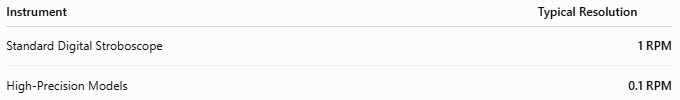 Instrument Typical Resolution
Standard Digital Stroboscope 1 RPM
High-Precision Models 0.1 RPM